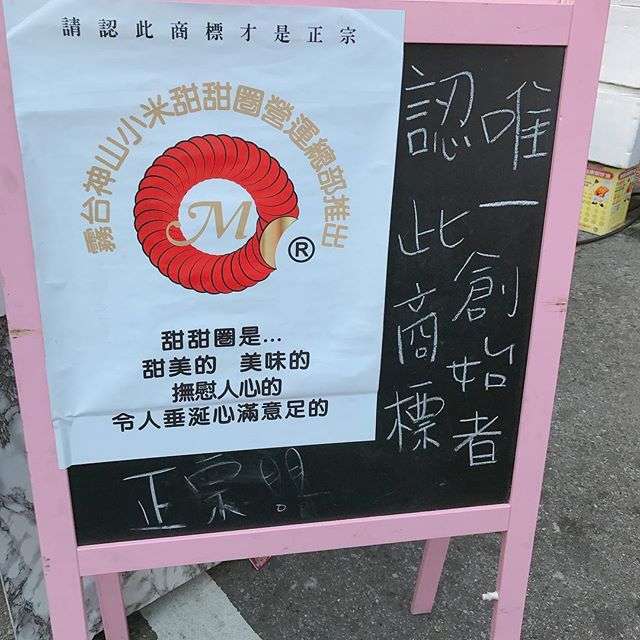 請認此商標才是正宗
霧台神山小米甜甜圈營運總部推出
M
®
甜甜圈是...
甜美的 美味的
撫慰人心的
令人垂涎心滿意足的
唯一創始者
認此商標
正宗